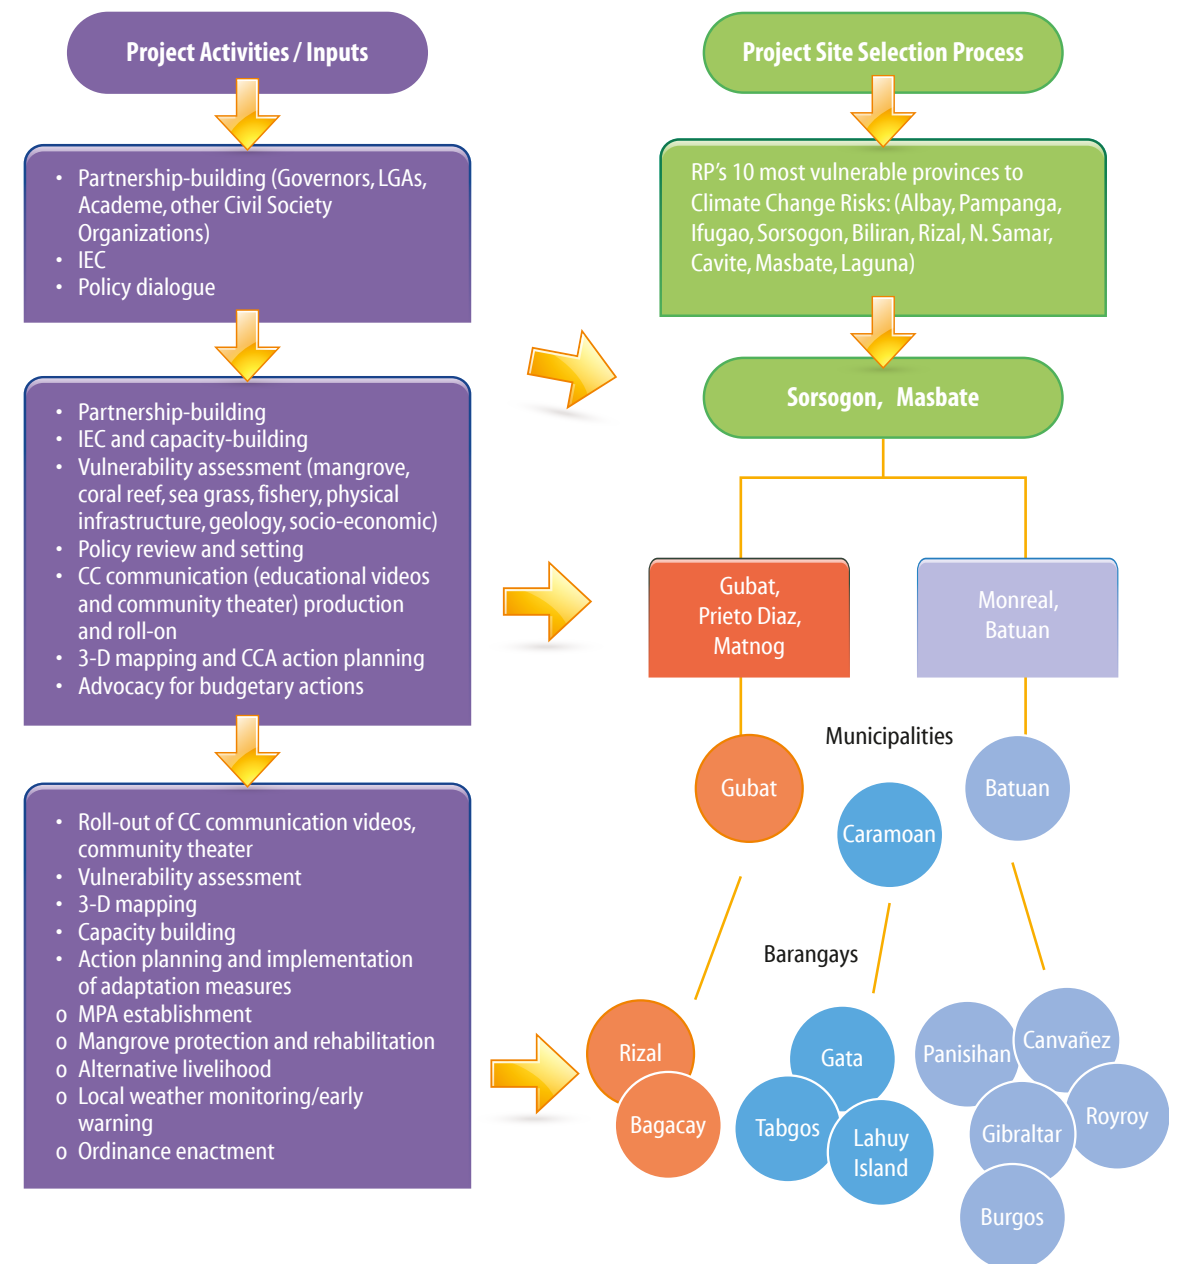 Project Activities / Inputs
• Partnership-building (Governors, LGAs,
Academe, other Civil Society
Organizations)
• IEC
• Policy dialogue
• Partnership-building
• IEC and capacity-building
• Vulnerability assessment (mangrove,
coral reef, sea grass, fishery, physical
infrastructure, geology, socio-economic)
• Policy review and setting
• CC communication (educational videos
and community theater) production
and roll-on
• 3-D mapping and CCA action planning
• Advocacy for budgetary actions
• Roll-out of CC communication videos,
community theater
• Vulnerability assessment
• 3-D mapping
• Capacity building
• Action planning and implementation
of adaptation measures
o MPA establishment
o Mangrove protection and rehabilitation
o Alternative livelihood
o Local weather monitoring/early
warning
o Ordinance enactment
Project Site Selection Process
RP's 10 most vulnerable provinces to
Climate Change Risks: (Albay, Pampanga,
Ifugao, Sorsogon, Biliran, Rizal, N. Samar,
Cavite, Masbate, Laguna)
Sorsogon, Masbate
Gubat,
Prieto Diaz,
Matnog
Monreal,
Batuan
Municipalities
Gubat
Caramoan
Batuan
Barangays
Rizal
Bagacay
Gata
Tabgos
Lahuy
Island
Panisihan
Canvañez
Gibraltar
Royroy
Burgos